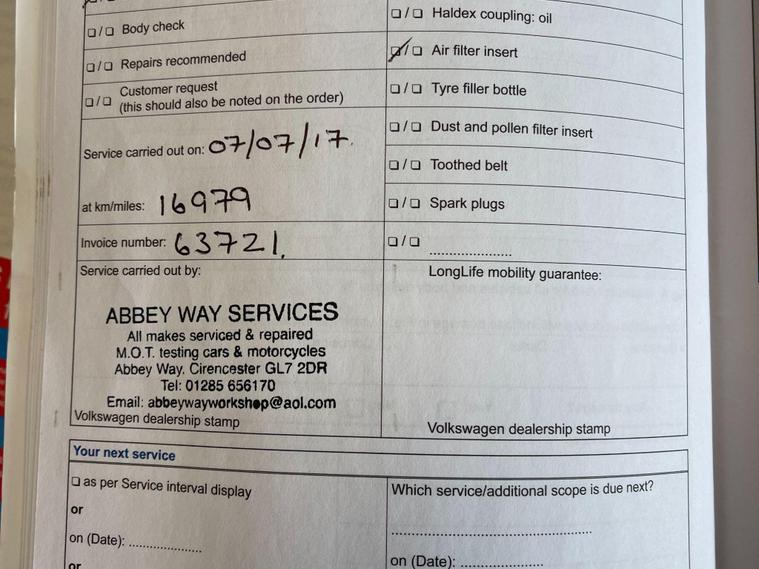 ☐/☐ Body check
☐/☐ Repairs recommended
☐/☐ Customer request
(this should also be noted on the order)
Service carried out on: 07/07/17.
at km/miles: 16979
Invoice number: 63721.
Service carried out by:
ABBEY WAY SERVICES
All makes serviced & repaired
M.O.T. testing cars & motorcycles
Abbey Way, Cirencester GL7 2DR
Tel: 01285 656170
Email: abbeywayworkshop@aol.com
Volkswagen dealership stamp
☐/☐ Haldex coupling: oil
☑/☐ Air filter insert
☐/☐ Tyre filler bottle
☐/☐ Dust and pollen filter insert
☐/☐ Toothed belt
☐/☐ Spark plugs
☐/☐ ......................
LongLife mobility guarantee:
Volkswagen dealership stamp
Your next service
☐ as per Service interval display
or
on (Date): ....................
or
Which service/additional scope is due next?
......................................................
on (Date): ......................